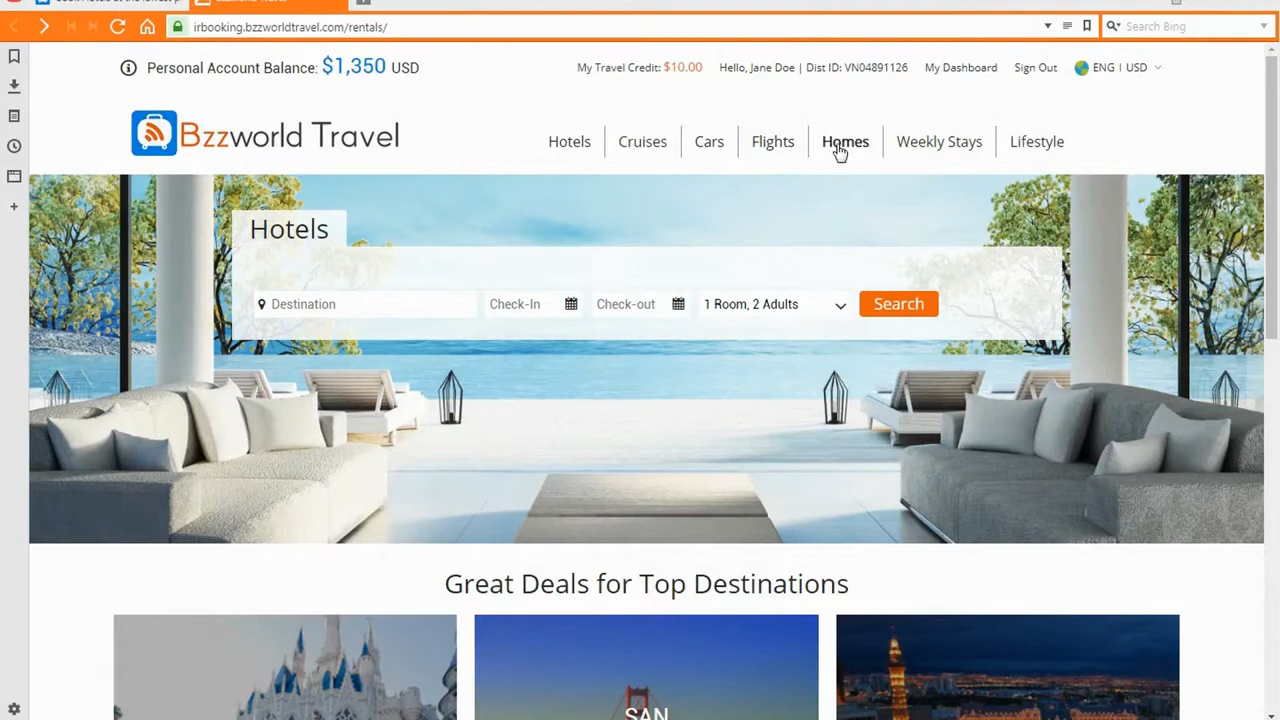 irbooking.bzzworldtravel.com/rentals/
Search Bing
Personal Account Balance: $1,350 USD
My Travel Credit: $10.00
Hello, Jane Doe | Dist ID: VN04891126
My Dashboard
Sign Out
ENG | USD
Bzzworld Travel
Hotels
Cruises
Cars
Flights
Homes
Weekly Stays
Lifestyle
Hotels
Destination
Check-In
Check-out
1 Room, 2 Adults
Search
Great Deals for Top Destinations
SAN